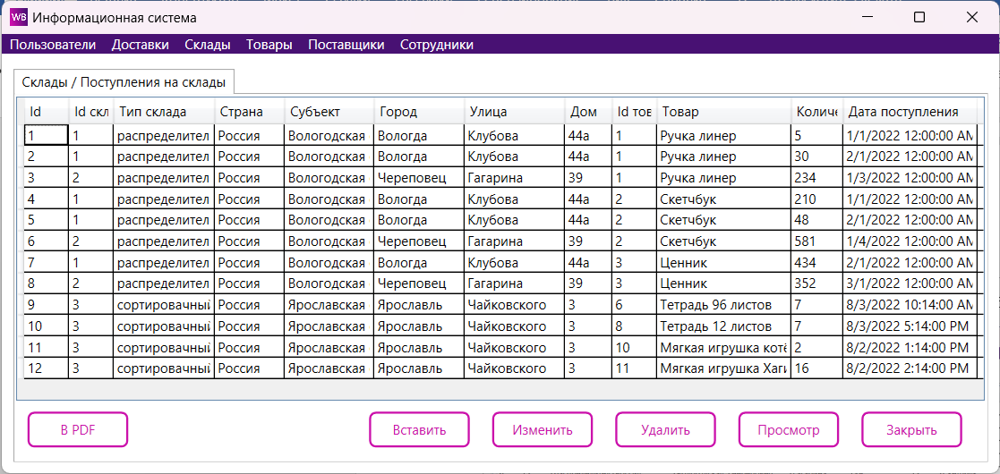 WB Информационная система
Пользователи Доставки Склады Товары Поставщики Сотрудники
Склады / Поступления на склады
Id Id скл Тип склада Страна Субъект Город Улица Дом Id тов Товар Количе Дата поступления
1 1 распределител Россия Вологодская Вологда Клубова 44а 1 Ручка линер 5 1/1/2022 12:00:00 AM
2 1 распределител Россия Вологодская Вологда Клубова 44а 1 Ручка линер 30 2/1/2022 12:00:00 AM
3 2 распределител Россия Вологодская Череповец Гагарина 39 1 Ручка линер 234 1/3/2022 12:00:00 AM
4 1 распределител Россия Вологодская Вологда Клубова 44а 2 Скетчбук 210 1/1/2022 12:00:00 AM
5 1 распределител Россия Вологодская Вологда Клубова 44а 2 Скетчбук 48 2/1/2022 12:00:00 AM
6 2 распределител Россия Вологодская Череповец Гагарина 39 2 Скетчбук 581 1/4/2022 12:00:00 AM
7 1 распределител Россия Вологодская Вологда Клубова 44а 3 Ценник 434 2/1/2022 12:00:00 AM
8 2 распределител Россия Вологодская Череповец Гагарина 39 3 Ценник 352 3/1/2022 12:00:00 AM
9 3 сортировачный Россия Ярославская Ярославль Чайковского 3 6 Тетрадь 96 листов 7 8/3/2022 10:14:00 AM
10 3 сортировачный Россия Ярославская Ярославль Чайковского 3 8 Тетрадь 12 листов 7 8/3/2022 5:14:00 PM
11 3 сортировачный Россия Ярославская Ярославль Чайковского 3 10 Мягкая игрушка котё 2 8/2/2022 1:14:00 PM
12 3 сортировачный Россия Ярославская Ярославль Чайковского 3 11 Мягкая игрушка Хаги 16 8/2/2022 2:14:00 PM
В PDF Вставить Изменить Удалить Просмотр Закрыть